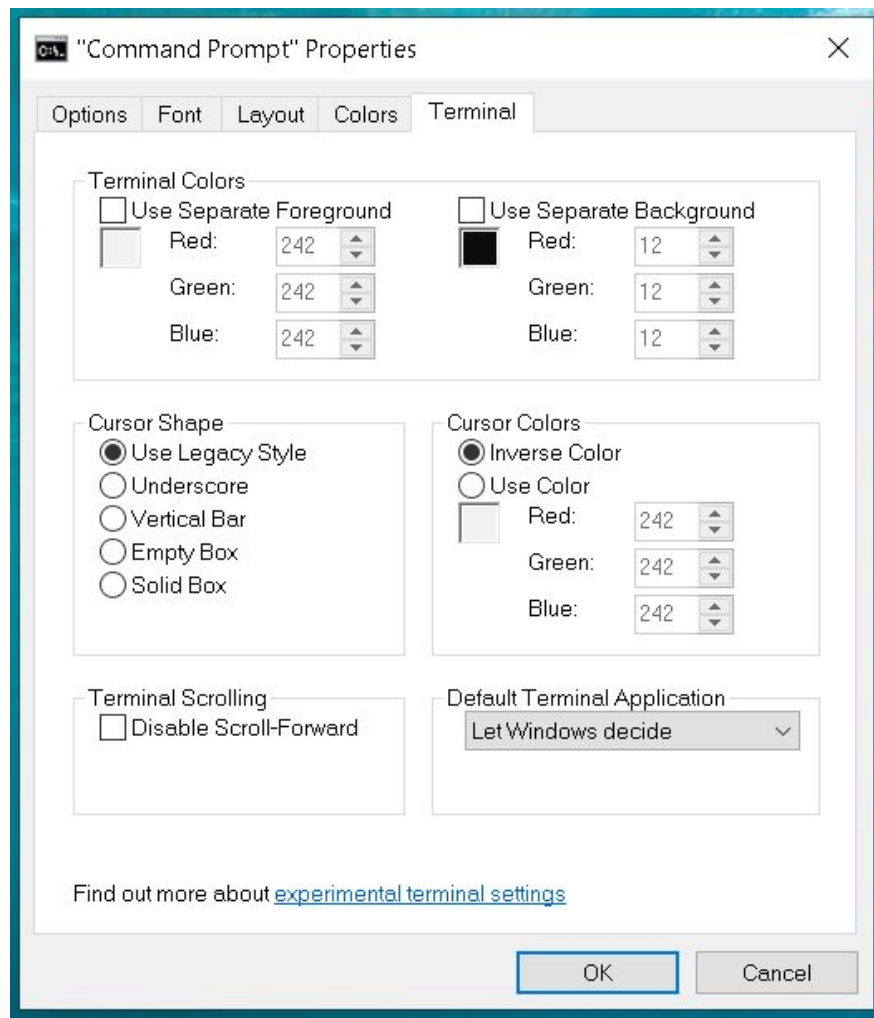 C:\. "Command Prompt" Properties
Options Font Layout Colors Terminal
Terminal Colors
Use Separate Foreground
Red: 242
Green: 242
Blue: 242
Use Separate Background
Red: 12
Green: 12
Blue: 12
Cursor Shape
Use Legacy Style
Underscore
Vertical Bar
Empty Box
Solid Box
Cursor Colors
Inverse Color
Use Color
Red: 242
Green: 242
Blue: 242
Terminal Scrolling
Disable Scroll-Forward
Default Terminal Application
Let Windows decide
Find out more about experimental terminal settings
OK Cancel